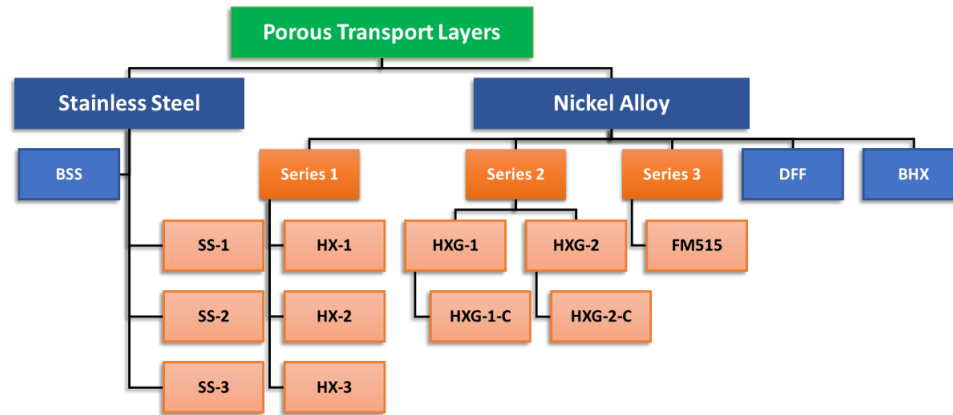 Porous Transport Layers
Stainless Steel
Nickel Alloy
BSS
Series 1
Series 2
Series 3
DFF
BHX
SS-1
HX-1
HXG-1
HXG-2
FM515
SS-2
HX-2
HXG-1-C
HXG-2-C
SS-3
HX-3